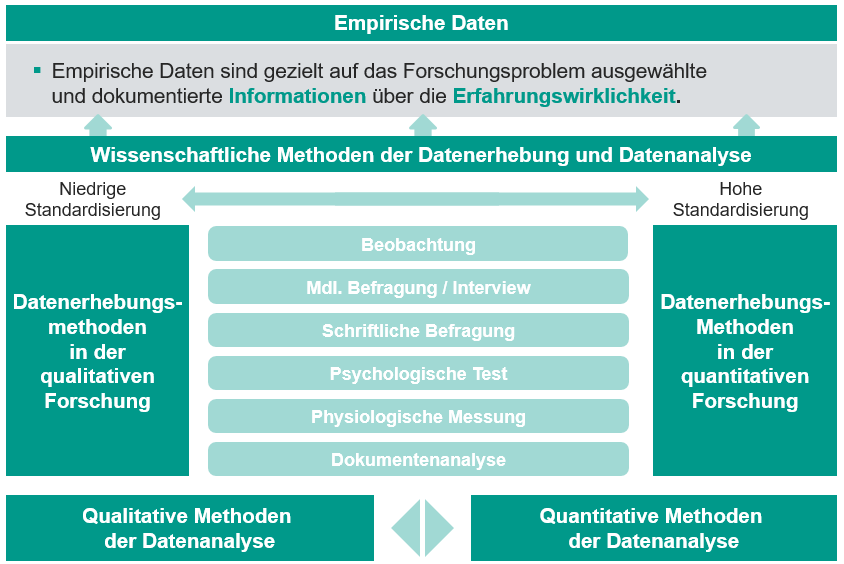 Empirische Daten
▪ Empirische Daten sind gezielt auf das Forschungsproblem ausgewählte
und dokumentierte Informationen über die Erfahrungswirklichkeit.
Wissenschaftliche Methoden der Datenerhebung und Datenanalyse
Niedrige
Standardisierung
Hohe
Standardisierung
Datenerhebungs-
methoden
in der
qualitativen
Forschung
Beobachtung
Mdl. Befragung / Interview
Schriftliche Befragung
Psychologische Test
Physiologische Messung
Dokumentenanalyse
Datenerhebungs-
Methoden
in der
quantitativen
Forschung
Qualitative Methoden
der Datenanalyse
Quantitative Methoden
der Datenanalyse